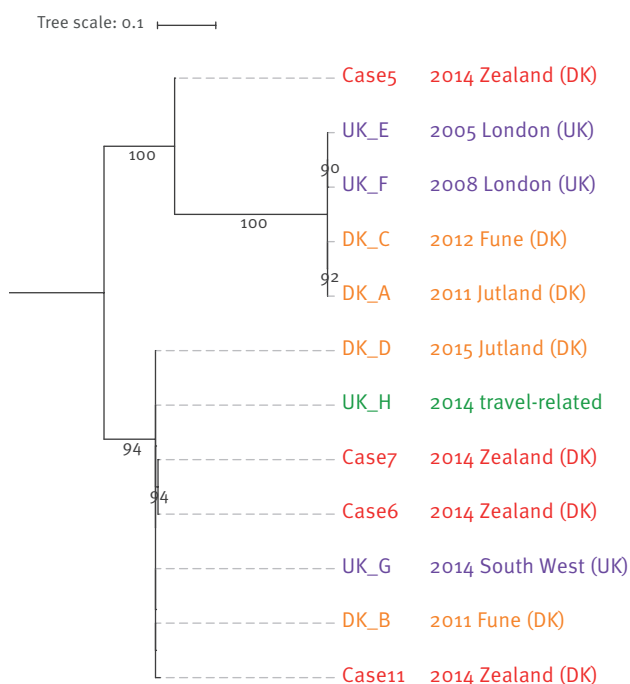 Tree scale: 0.1
Case5 2014 Zealand (DK)
UK_E 2005 London (UK)
100
90
UK_F 2008 London (UK)
100
DK_C 2012 Fune (DK)
92
DK_A 2011 Jutland (DK)
DK_D 2015 Jutland (DK)
UK_H 2014 travel-related
94
Case7 2014 Zealand (DK)
94
Case6 2014 Zealand (DK)
UK_G 2014 South West (UK)
DK_B 2011 Fune (DK)
Case11 2014 Zealand (DK)